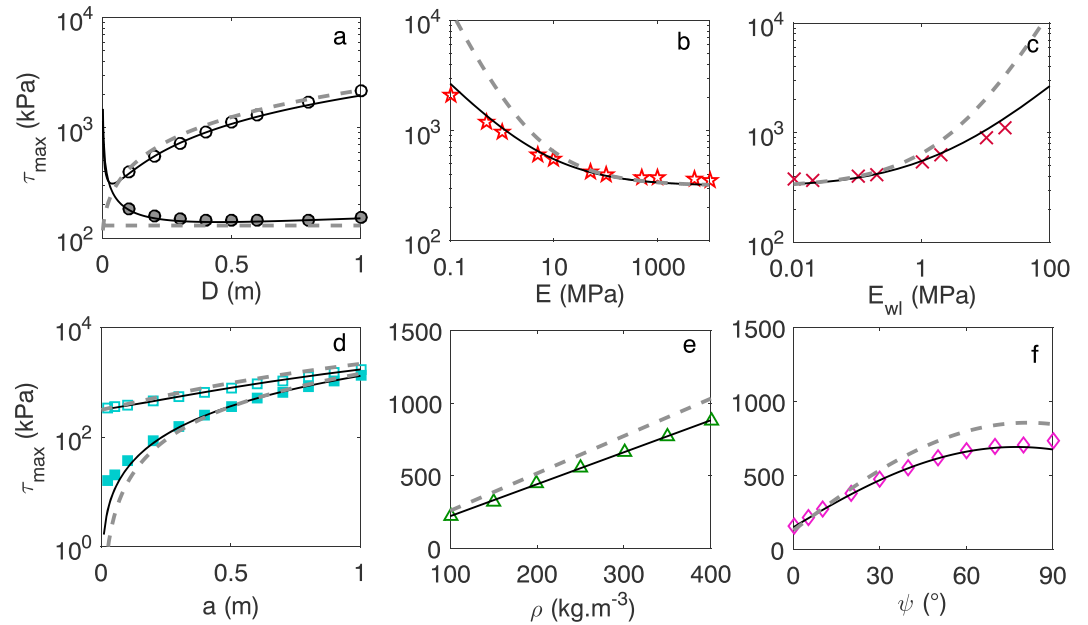 10^4
10^3
10^2
τ_max (kPa)
a
0
0.5
1
D (m)
10^4
10^3
10^2
b
0.1
10
1000
E (MPa)
10^4
10^3
10^2
c
0.01
1
100
E_wl (MPa)
10^4
10^2
10^0
τ_max (kPa)
d
0
0.5
1
a (m)
1500
1000
500
0
e
100
200
300
400
ρ (kg.m^-3)
1500
1000
500
0
f
0
30
60
90
ψ (°)